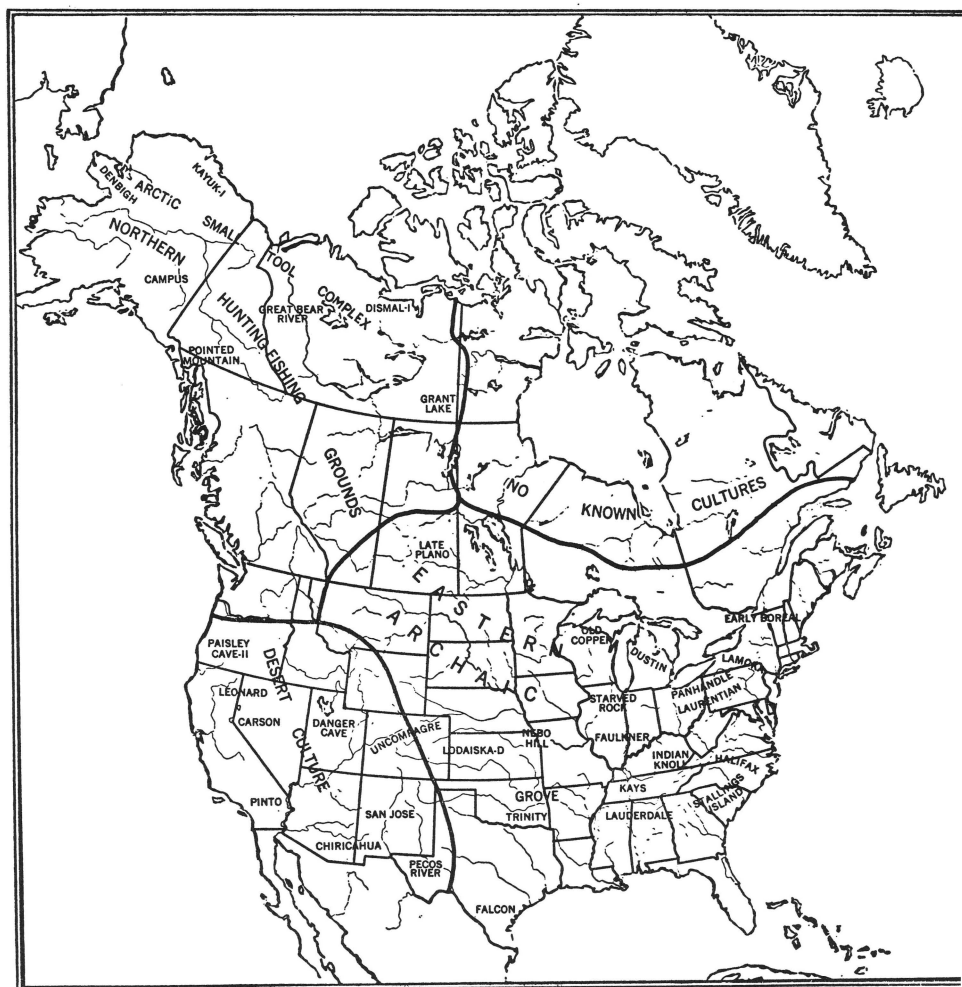 KAYUK-I
ARCTIC
DENBIGH
SMALL
NORTHERN
TOOL
CAMPUS
COMPLEX
DISMAL-I
GREAT BEAR
RIVER
HUNTING FISHING
POINTED
MOUNTAIN
GRANT
LAKE
GROUNDS
NO
KNOWN
CULTURES
LATE
PLANO
EASTERN
ARCHAIC
EARLY BOREAL
OLD
COPPER
DUSTIN
LAMOKA
PAISLEY
CAVE-II
DESERT
CULTURE
LEONARD
CARSON
DANGER
CAVE
UNCOMPAGRE
LODAISKA-D
NEBO
HILL
STARVED
ROCK
PANHANDLE
LAURENTIAN
FAULKNER
INDIAN
KNOLL
HALIFAX
KAYS
STALLINGS
ISLAND
PINTO
SAN JOSE
GROVE
TRINITY
LAUDERDALE
CHIRICAHUA
PECOS
RIVER
FALCON